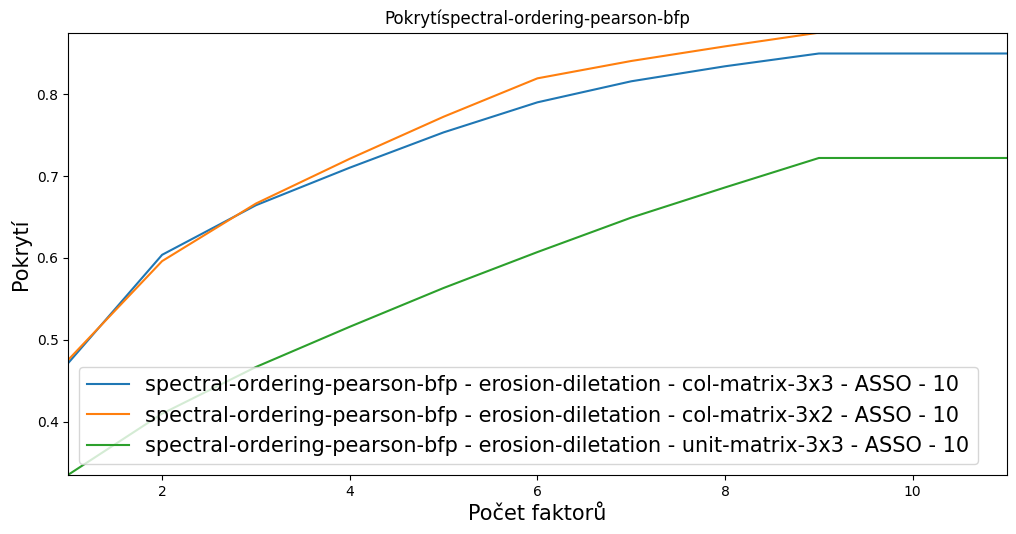 Pokrytíspectral-ordering-pearson-bfp
Pokrytí
0.8
0.7
0.6
0.5
0.4
spectral-ordering-pearson-bfp - erosion-diletation - col-matrix-3x3 - ASSO - 10
spectral-ordering-pearson-bfp - erosion-diletation - col-matrix-3x2 - ASSO - 10
spectral-ordering-pearson-bfp - erosion-diletation - unit-matrix-3x3 - ASSO - 10
2 4 6 8 10
Počet faktorů